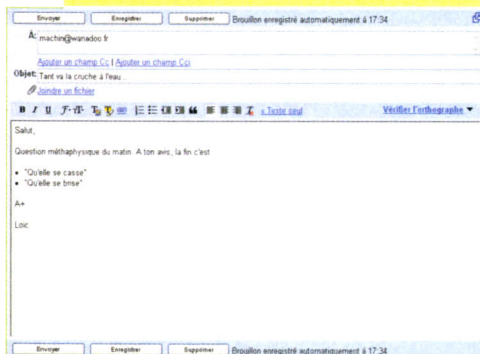 Envoyer Enregistrer Supprimer Brouillon enregistré automatiquement à 17:34
À: machin@wanadoo.fr
Ajouter un champ Cc | Ajouter un champ Cci
Objet: Tant va la cruche à l'eau...
Joindre un fichier
B I U « Texte seul Vérifier l'orthographe ▼
Salut,
Question méthaphysique du matin. A ton avis, la fin c'est
• "Qu'elle se casse"
• "Qu'elle se brise"
A+
Loic
Envoyer Enregistrer Supprimer Brouillon enregistré automatiquement à 17:34